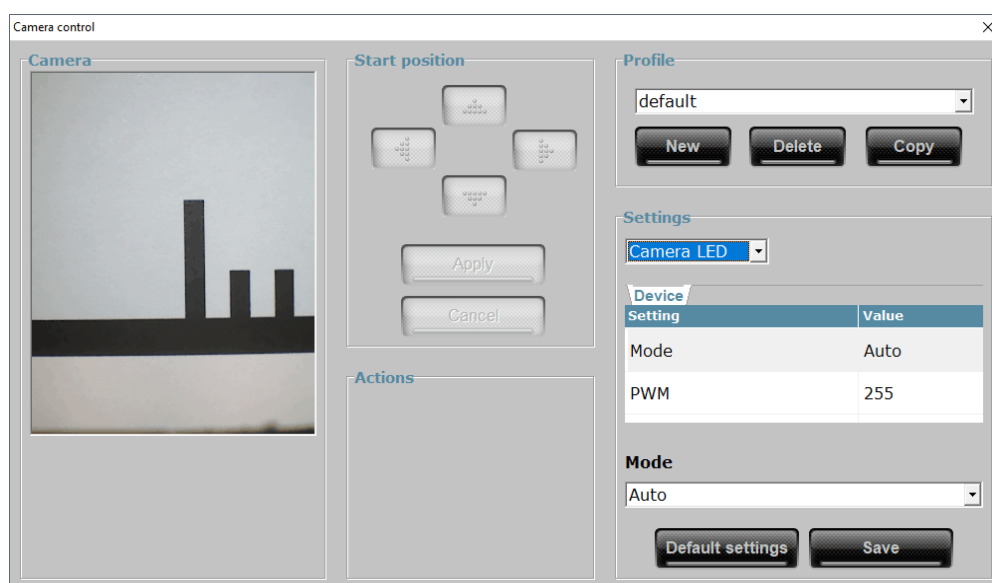 Camera control
Camera
Start position
Apply
Cancel
Actions
Profile
default
New Delete Copy
Settings
Camera LED
Device
Setting Value
Mode Auto
PWM 255
Mode
Auto
Default settings Save